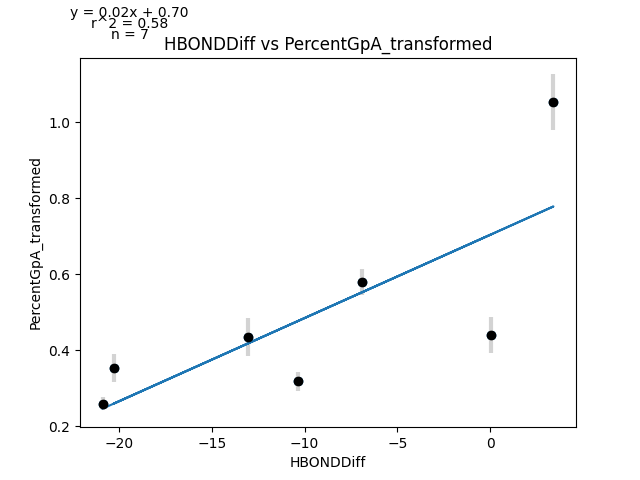 y = 0.02x + 0.70
r^2 = 0.58
n = 7
HBONDDiff vs PercentGpA_transformed
PercentGpA_transformed
1.0
0.8
0.6
0.4
0.2
−20
−15
−10
−5
0
HBONDDiff